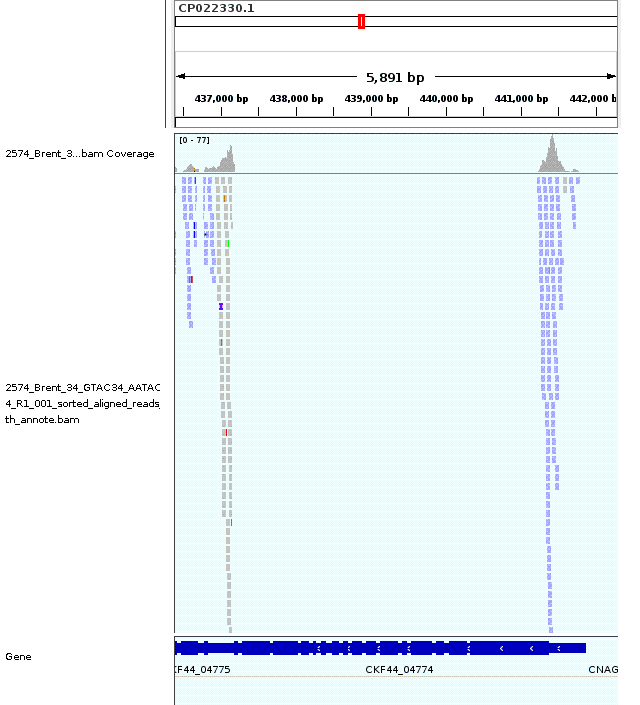 CP022330.1
5,891 bp
437,000 bp 438,000 bp 439,000 bp 440,000 bp 441,000 bp 442,000 b
[0 - 77]
2574_Brent_3...bam Coverage
2574_Brent_34_GTAC34_AATAC
4_R1_001_sorted_aligned_reads_
th_annote.bam
Gene
KF44_04775 CKF44_04774 CNAG